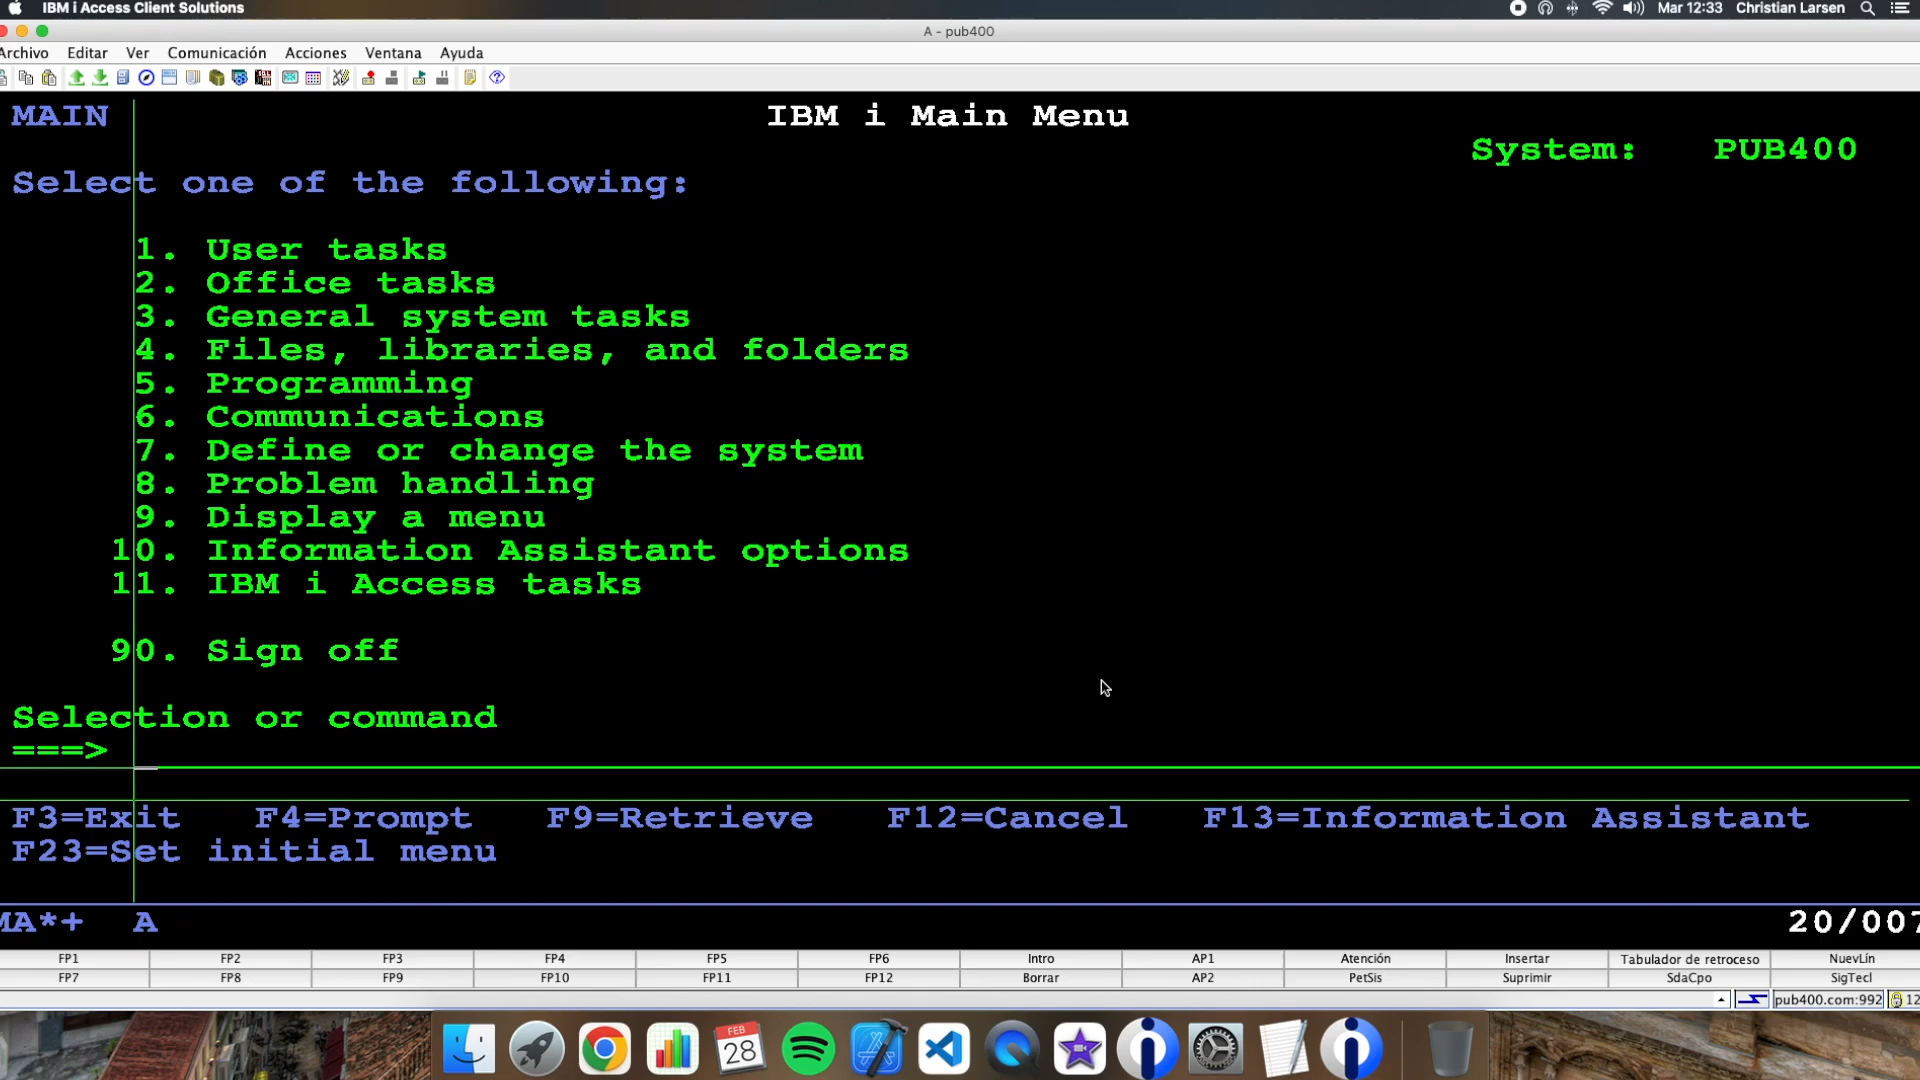 IBM i Access Client Solutions Mar 12:33 Christian Larsen
A - pub400
Archivo Editar Ver Comunicación Acciones Ventana Ayuda
MAIN IBM i Main Menu
System: PUB400
Select one of the following:
1. User tasks
2. Office tasks
3. General system tasks
4. Files, libraries, and folders
5. Programming
6. Communications
7. Define or change the system
8. Problem handling
9. Display a menu
10. Information Assistant options
11. IBM i Access tasks
90. Sign off
Selection or command
===>
F3=Exit F4=Prompt F9=Retrieve F12=Cancel F13=Information Assistant
F23=Set initial menu
MA*+ A 20/007
FP1 FP2 FP3 FP4 FP5 FP6 Intro AP1 Atención Insertar Tabulador de retroceso NuevLín
FP7 FP8 FP9 FP10 FP11 FP12 Borrar AP2 PetSis Suprimir SdaCpo SigTecl
pub400.com:992 12
FEB
28